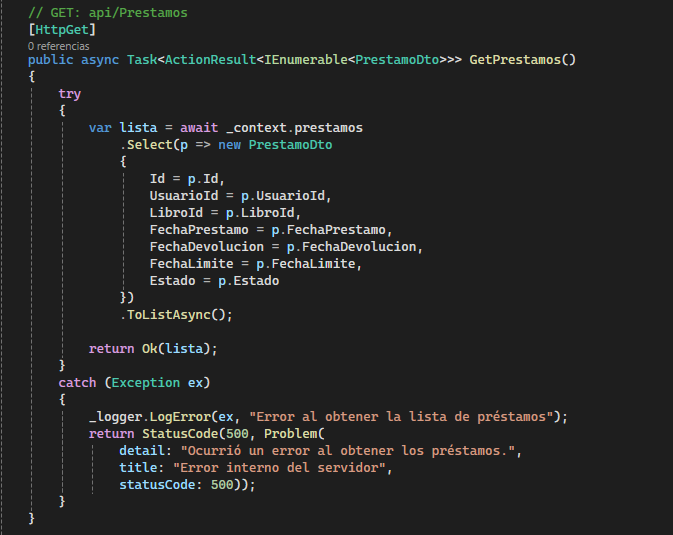 // GET: api/Prestamos
[HttpGet]
0 referencias
public async Task<ActionResult<IEnumerable<PrestamoDto>>> GetPrestamos()
{
try
{
var lista = await _context.prestamos
.Select(p => new PrestamoDto
{
Id = p.Id,
UsuarioId = p.UsuarioId,
LibroId = p.LibroId,
FechaPrestamo = p.FechaPrestamo,
FechaDevolucion = p.FechaDevolucion,
FechaLimite = p.FechaLimite,
Estado = p.Estado
})
.ToListAsync();
return Ok(lista);
}
catch (Exception ex)
{
_logger.LogError(ex, "Error al obtener la lista de préstamos");
return StatusCode(500, Problem(
detail: "Ocurrió un error al obtener los préstamos.",
title: "Error interno del servidor",
statusCode: 500));
}
}